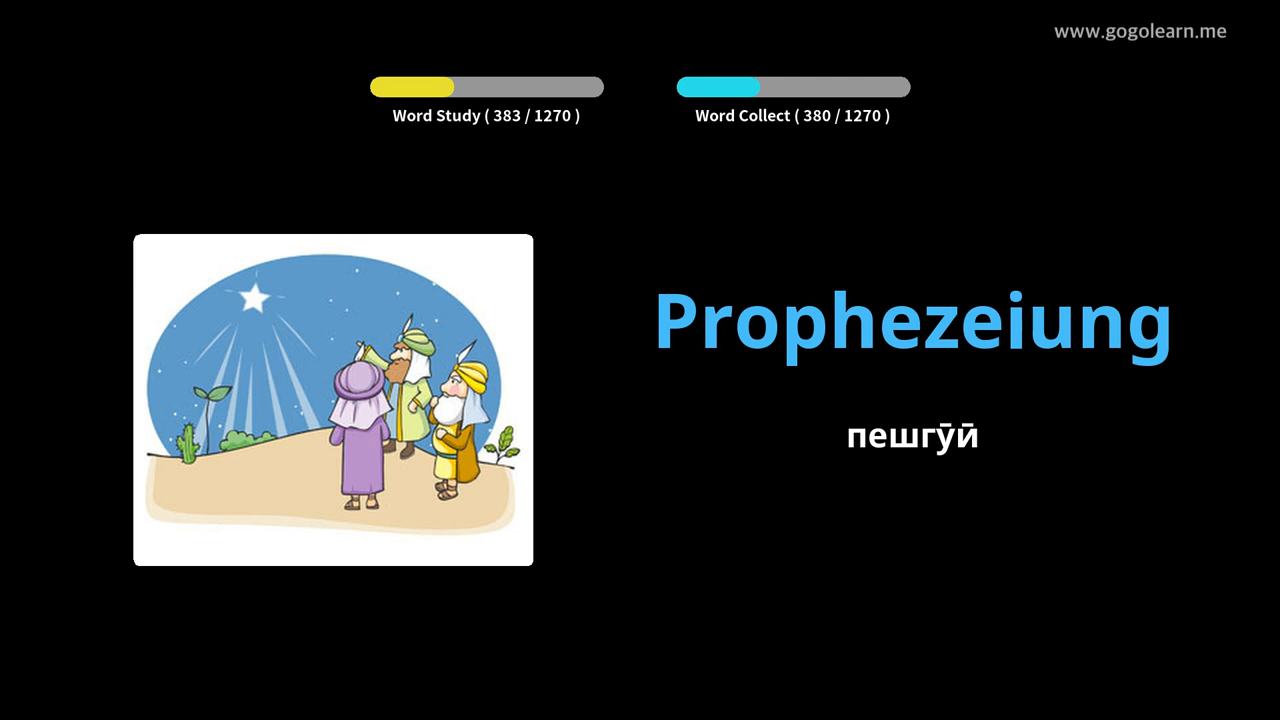 www.gogolearn.me
Word Study ( 383 / 1270 )
Word Collect ( 380 / 1270 )
Prophezeiung
пешгӯӣ